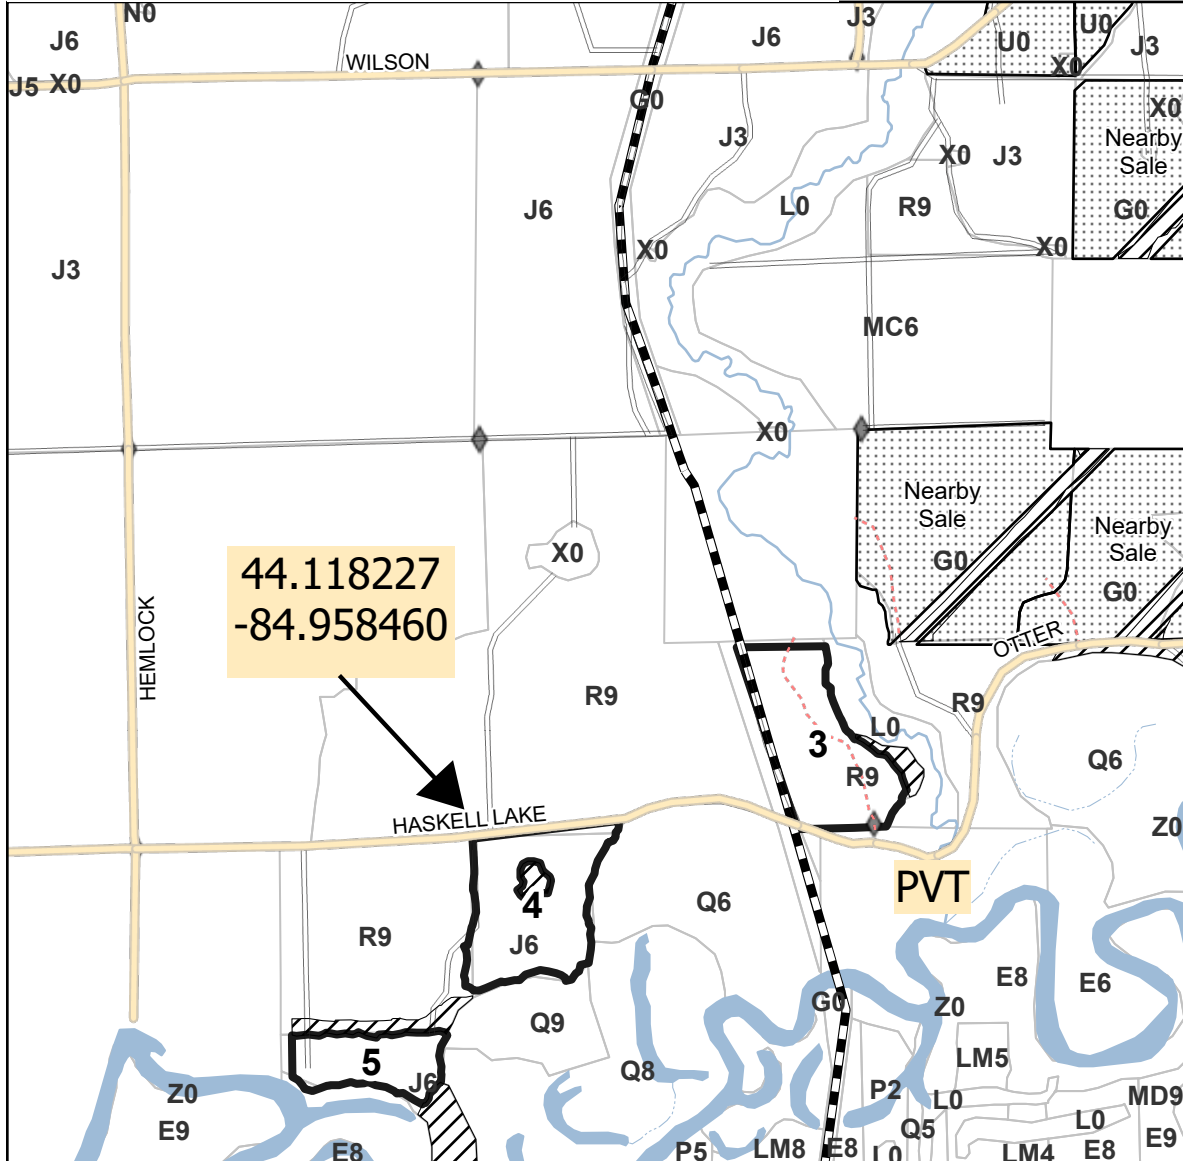 N0
J3
J6
J6
U0
U0
J3
WILSON
X0
J5 X0
G0
X0
J3
Nearby
Sale
X0
J3
J6
L0
R9
G0
X0
X0
J3
MC6
X0
Nearby
Sale
Nearby
Sale
X0
G0
44.118227
-84.958460
G0
HEMLOCK
OTTER
R9
R9
L0
3
Q6
R9
HASKELL LAKE
Z0
PVT
Q6
4
R9
J6
E8
E6
G0
Z0
Q9
LM5
5
Q8
J6
P2
Z0
L0
MD9
E9
Q5
L0
E9
E8
P5
LM8
E8
L0
LM4
E8